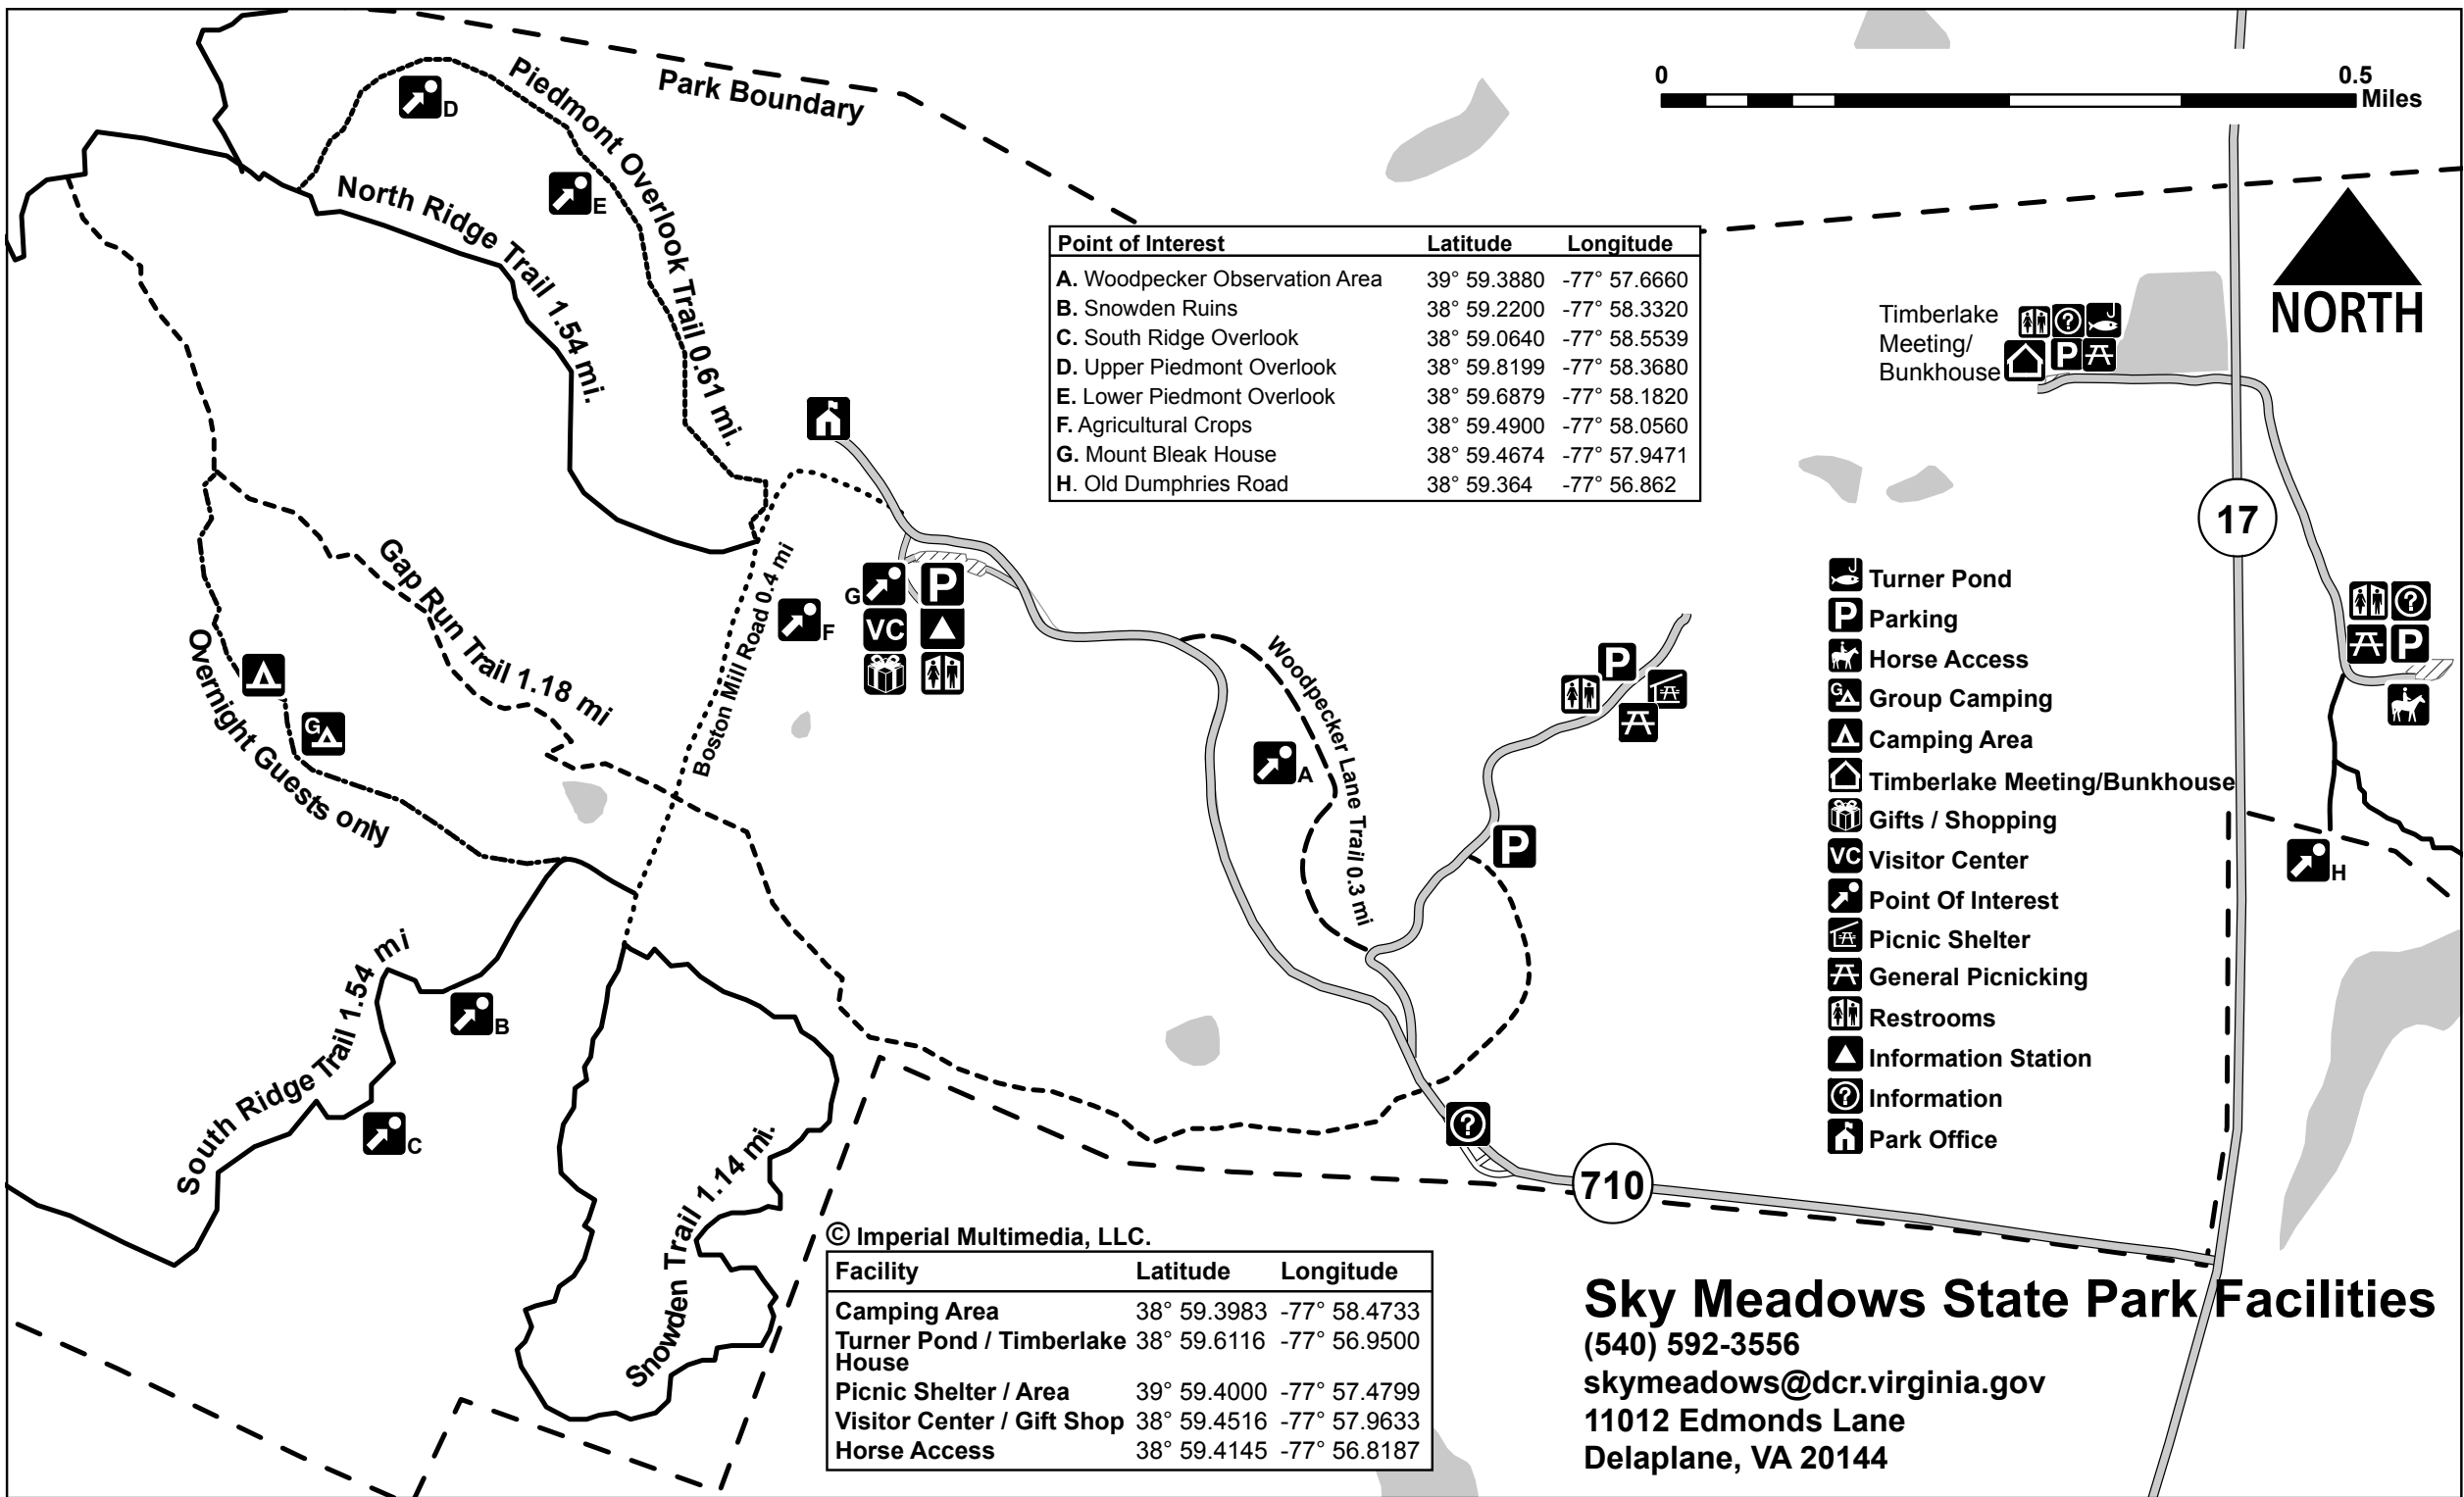 Park Boundary
Piedmont Overlook Trail 0.61 mi.
North Ridge Trail 1.54 mi.
D
E
0 0.5
Miles
NORTH
Point of Interest Latitude Longitude
A. Woodpecker Observation Area 39° 59.3880 -77° 57.6660
B. Snowden Ruins 38° 59.2200 -77° 58.3320
C. South Ridge Overlook 38° 59.0640 -77° 58.5539
D. Upper Piedmont Overlook 38° 59.8199 -77° 58.3680
E. Lower Piedmont Overlook 38° 59.6879 -77° 58.1820
F. Agricultural Crops 38° 59.4900 -77° 58.0560
G. Mount Bleak House 38° 59.4674 -77° 57.9471
H. Old Dumphries Road 38° 59.364 -77° 56.862
Timberlake
Meeting/
Bunkhouse
?
P
17
Gap Run Trail 1.18 mi
Overnight Guests only
G
Boston Mill Road 0.4 mi
F
G
P
VC
Woodpecker Lane Trail 0.3 mi
A
P
P
?
P
H
Turner Pond
P Parking
Horse Access
G Group Camping
Camping Area
Timberlake Meeting/Bunkhouse
Gifts / Shopping
VC Visitor Center
Point Of Interest
Picnic Shelter
General Picnicking
Restrooms
Information Station
? Information
Park Office
South Ridge Trail 1.54 mi
B
C
Snowden Trail 1.14 mi.
?
710
© Imperial Multimedia, LLC.
Facility Latitude Longitude
Camping Area 38° 59.3983 -77° 58.4733
Turner Pond / Timberlake 38° 59.6116 -77° 56.9500
House
Picnic Shelter / Area 39° 59.4000 -77° 57.4799
Visitor Center / Gift Shop 38° 59.4516 -77° 57.9633
Horse Access 38° 59.4145 -77° 56.8187
Sky Meadows State Park Facilities
(540) 592-3556
skymeadows@dcr.virginia.gov
11012 Edmonds Lane
Delaplane, VA 20144